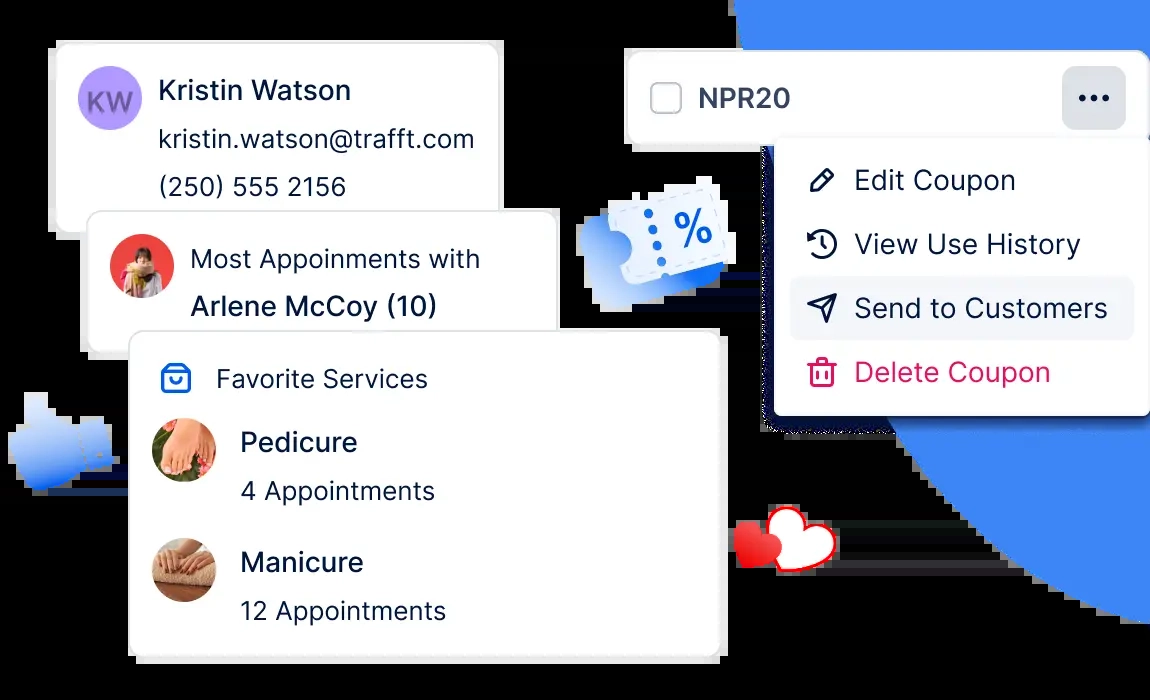 KW
Kristin Watson
kristin.watson@trafft.com
(250) 555 2156
Most Appoinments with
Arlene McCoy (10)
Favorite Services
Pedicure
4 Appointments
Manicure
12 Appointments
%
NPR20
Edit Coupon
View Use History
Send to Customers
Delete Coupon